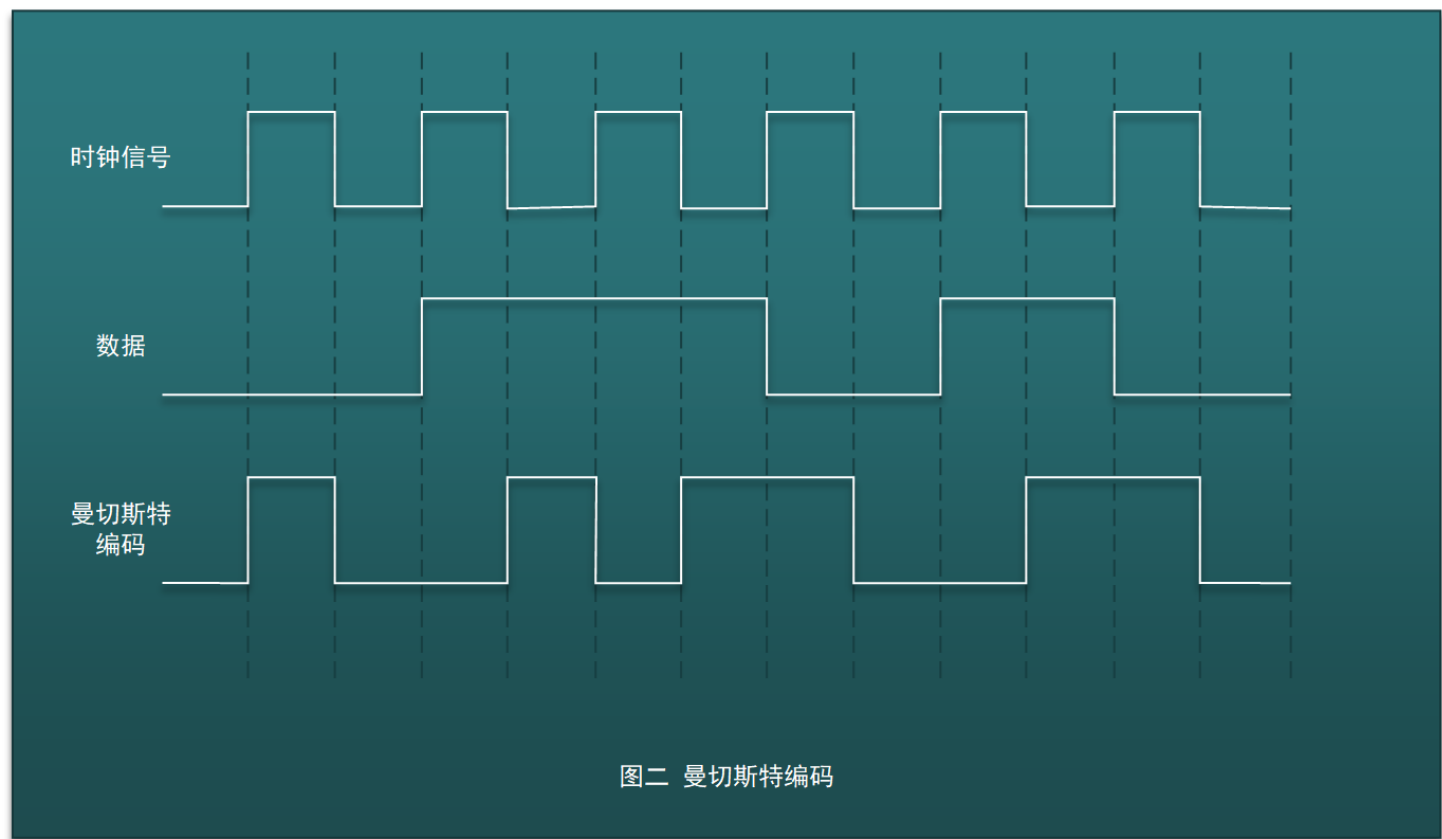 时钟信号
数据
曼切斯特
编码
图二 曼切斯特编码